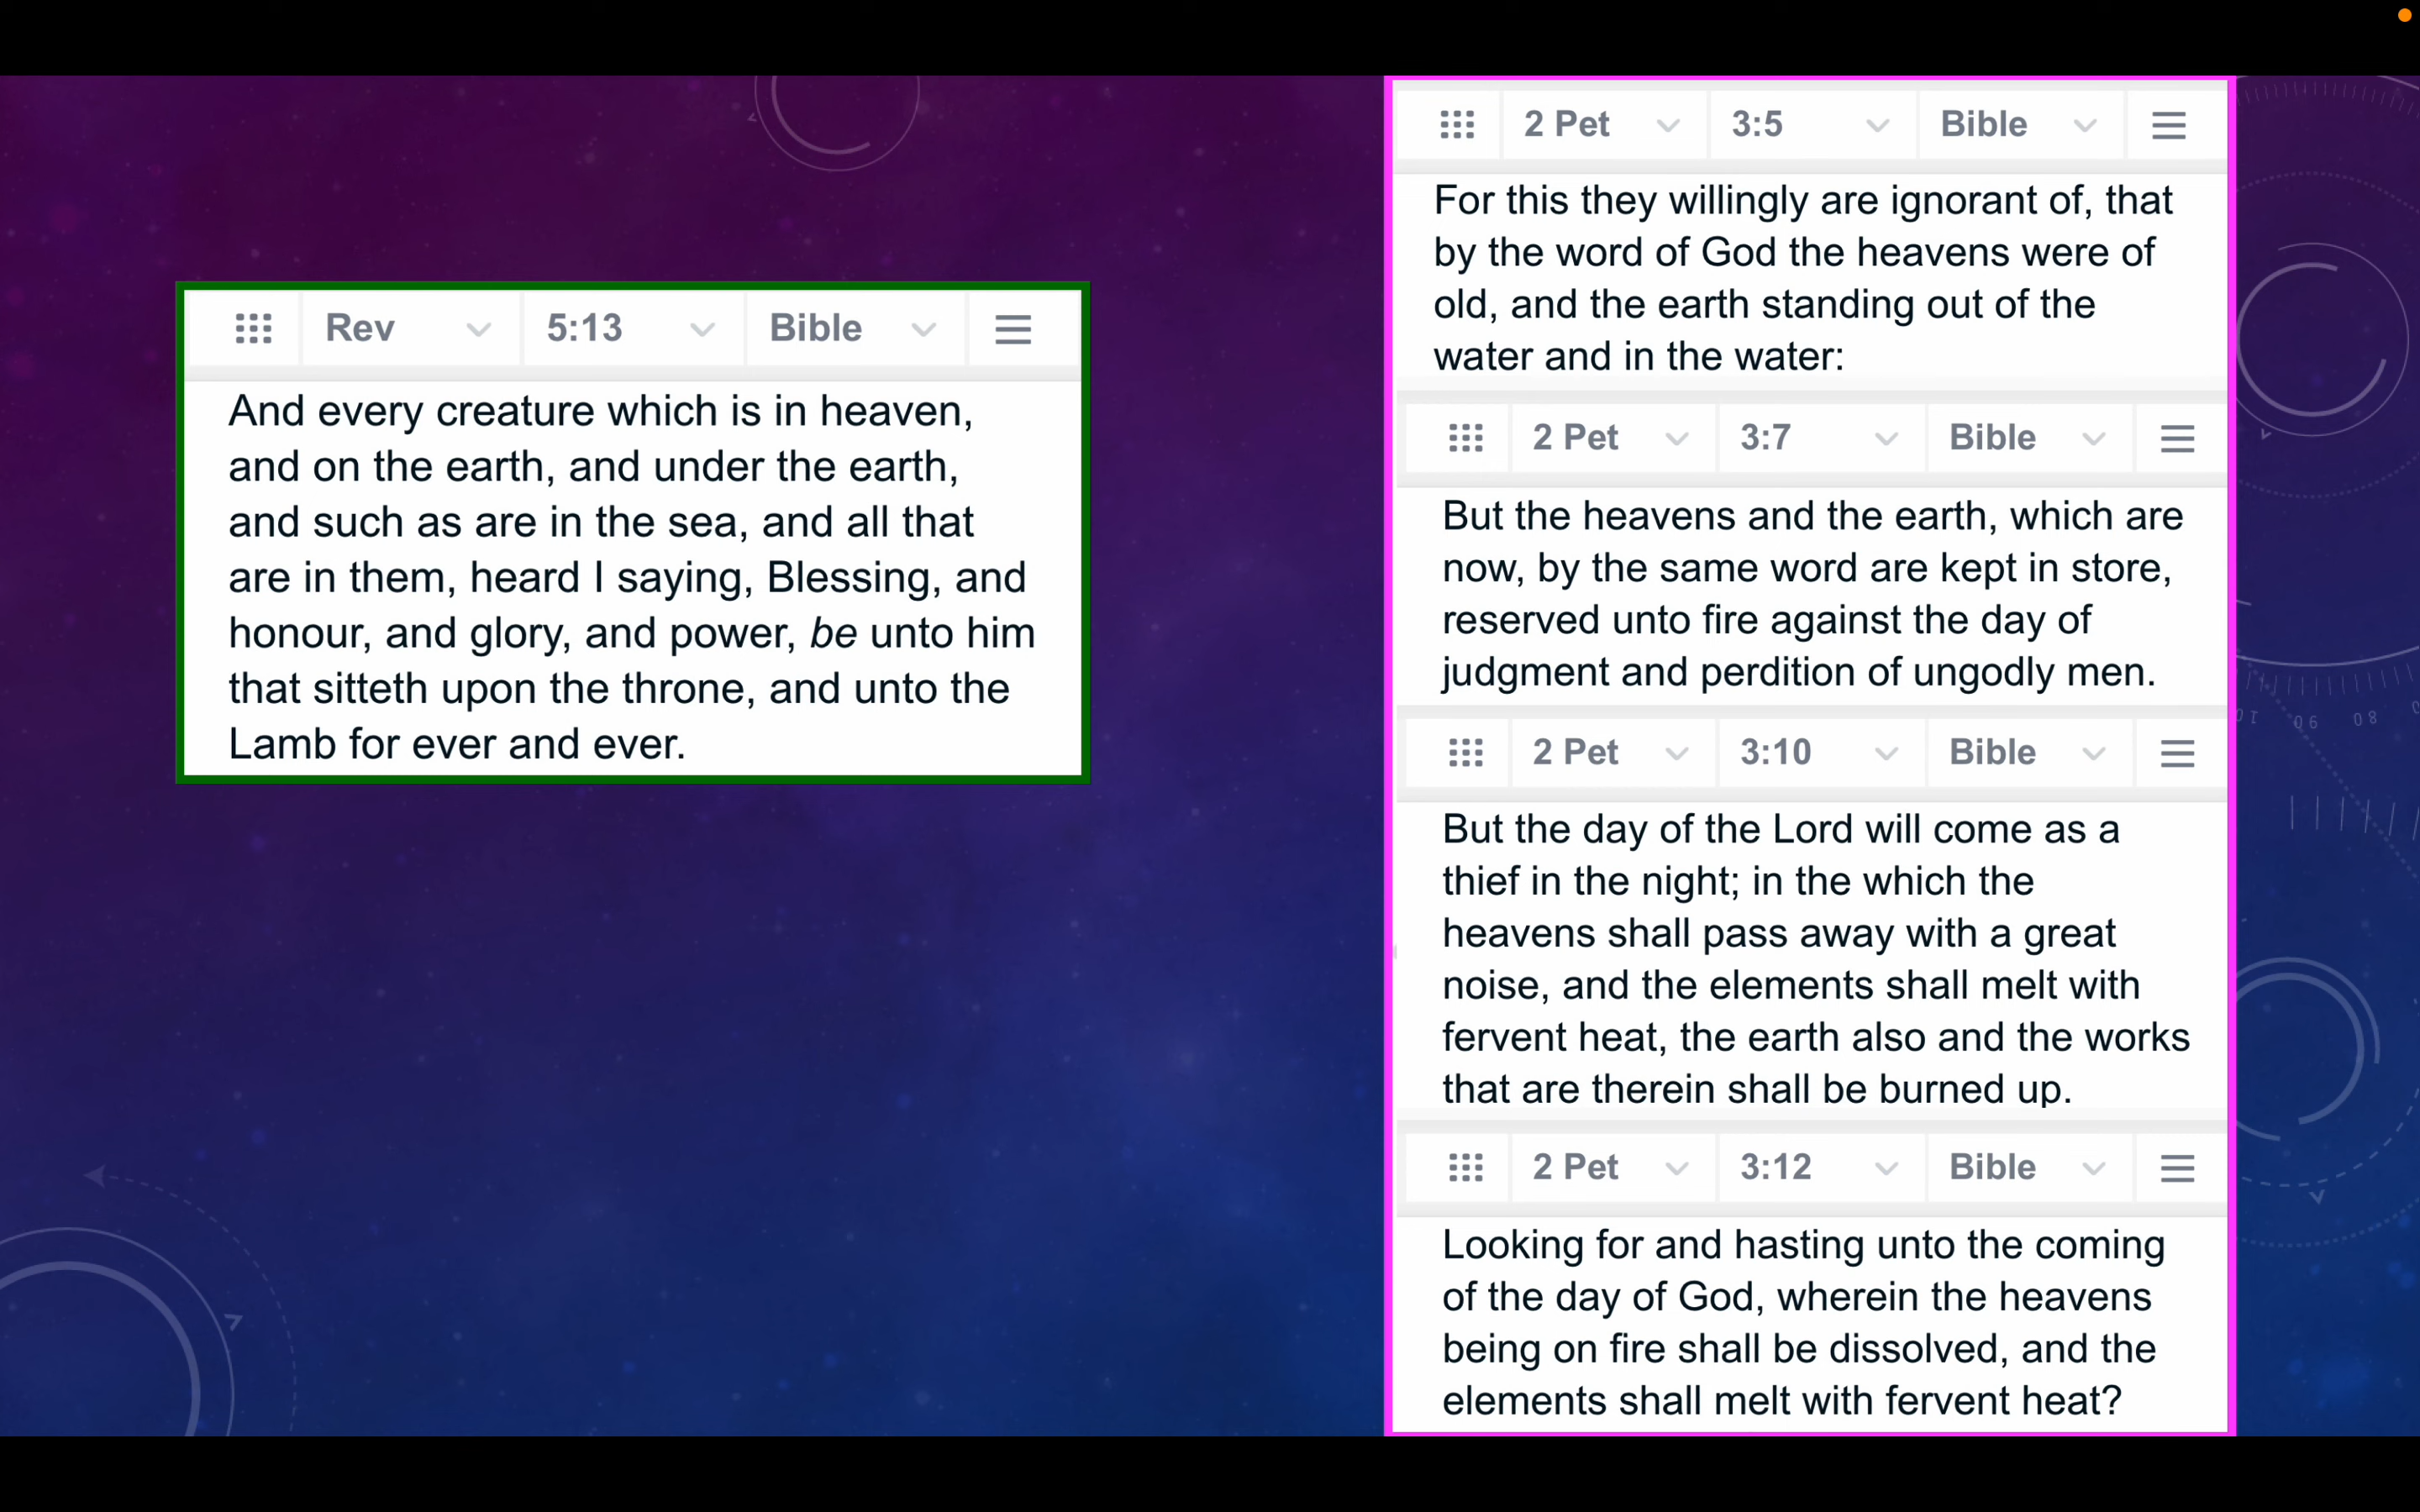 Rev 5:13 Bible
And every creature which is in heaven,
and on the earth, and under the earth,
and such as are in the sea, and all that
are in them, heard I saying, Blessing, and
honour, and glory, and power, be unto him
that sitteth upon the throne, and unto the
Lamb for ever and ever.
2 Pet 3:5 Bible
For this they willingly are ignorant of, that
by the word of God the heavens were of
old, and the earth standing out of the
water and in the water:
2 Pet 3:7 Bible
But the heavens and the earth, which are
now, by the same word are kept in store,
reserved unto fire against the day of
judgment and perdition of ungodly men.
2 Pet 3:10 Bible
But the day of the Lord will come as a
thief in the night; in the which the
heavens shall pass away with a great
noise, and the elements shall melt with
fervent heat, the earth also and the works
that are therein shall be burned up.
2 Pet 3:12 Bible
Looking for and hasting unto the coming
of the day of God, wherein the heavens
being on fire shall be dissolved, and the
elements shall melt with fervent heat?